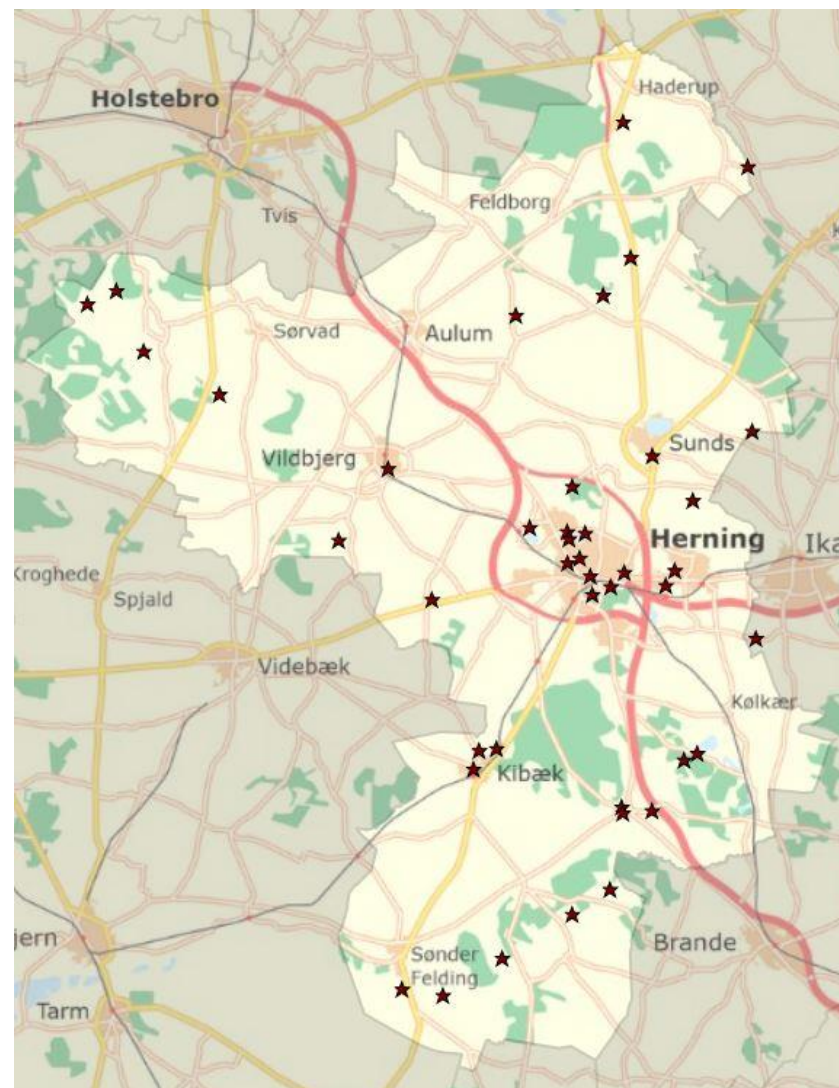 Haderup
Holstebro
Feldborg
Tvis
Sørvad
Aulum
Sunds
Vildbjerg
Herning
Ika
Kroghede
Spjald
Videbæk
Kølkær
Kibæk
jern
Sønder
Felding
Brande
Tarm